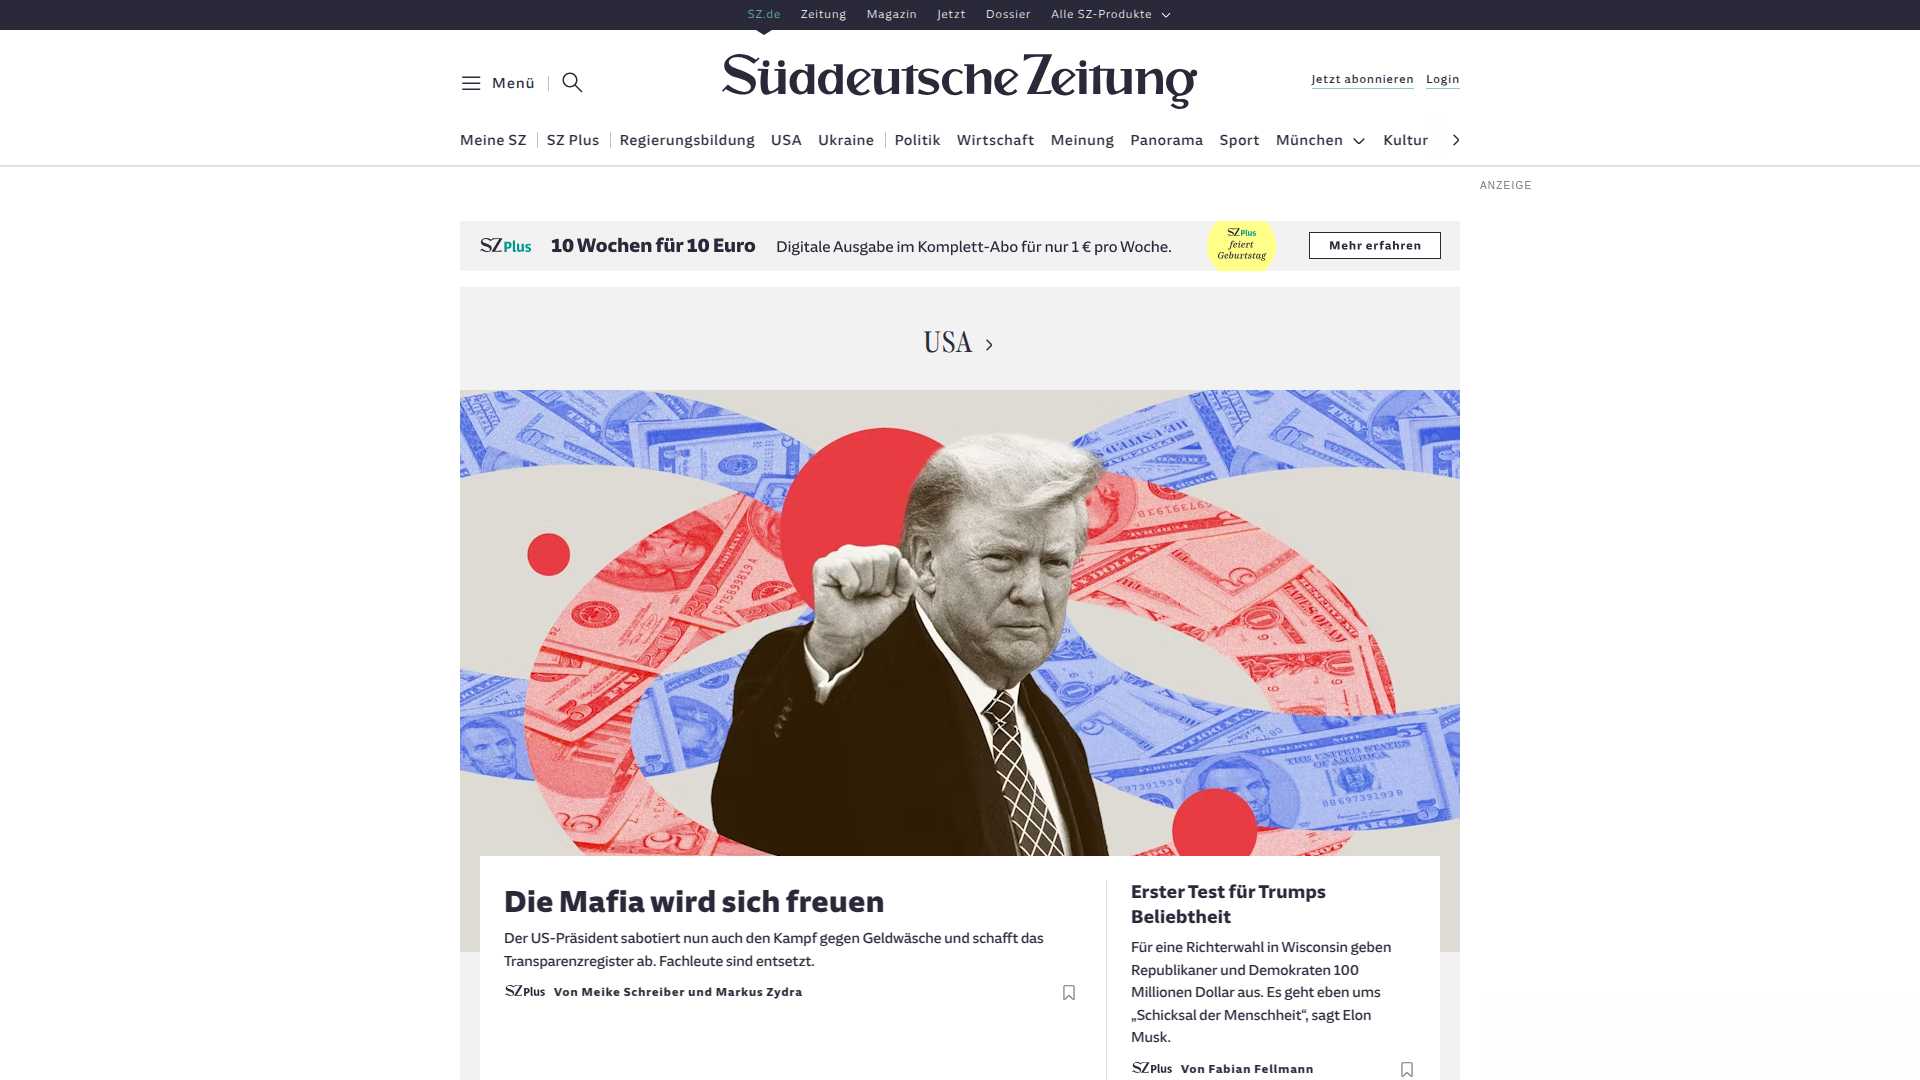 SZ.de Zeitung Magazin Jetzt Dossier Alle SZ-Produkte
Menü
Süddeutsche Zeitung
Jetzt abonnieren Login
Meine SZ SZ Plus Regierungsbildung USA Ukraine Politik Wirtschaft Meinung Panorama Sport München Kultur
ANZEIGE
SZ Plus 10 Wochen für 10 Euro Digitale Ausgabe im Komplett-Abo für nur 1 € pro Woche.
SZ Plus
feiert
Geburtstag
Mehr erfahren
USA
Die Mafia wird sich freuen
Der US-Präsident sabotiert nun auch den Kampf gegen Geldwäsche und schafft das
Transparenzregister ab. Fachleute sind entsetzt.
SZ Plus Von Meike Schreiber und Markus Zydra
Erster Test für Trumps
Beliebtheit
Für eine Richterwahl in Wisconsin geben
Republikaner und Demokraten 100
Millionen Dollar aus. Es geht eben ums
„Schicksal der Menschheit“, sagt Elon
Musk.
SZ Plus Von Fabian Fellmann